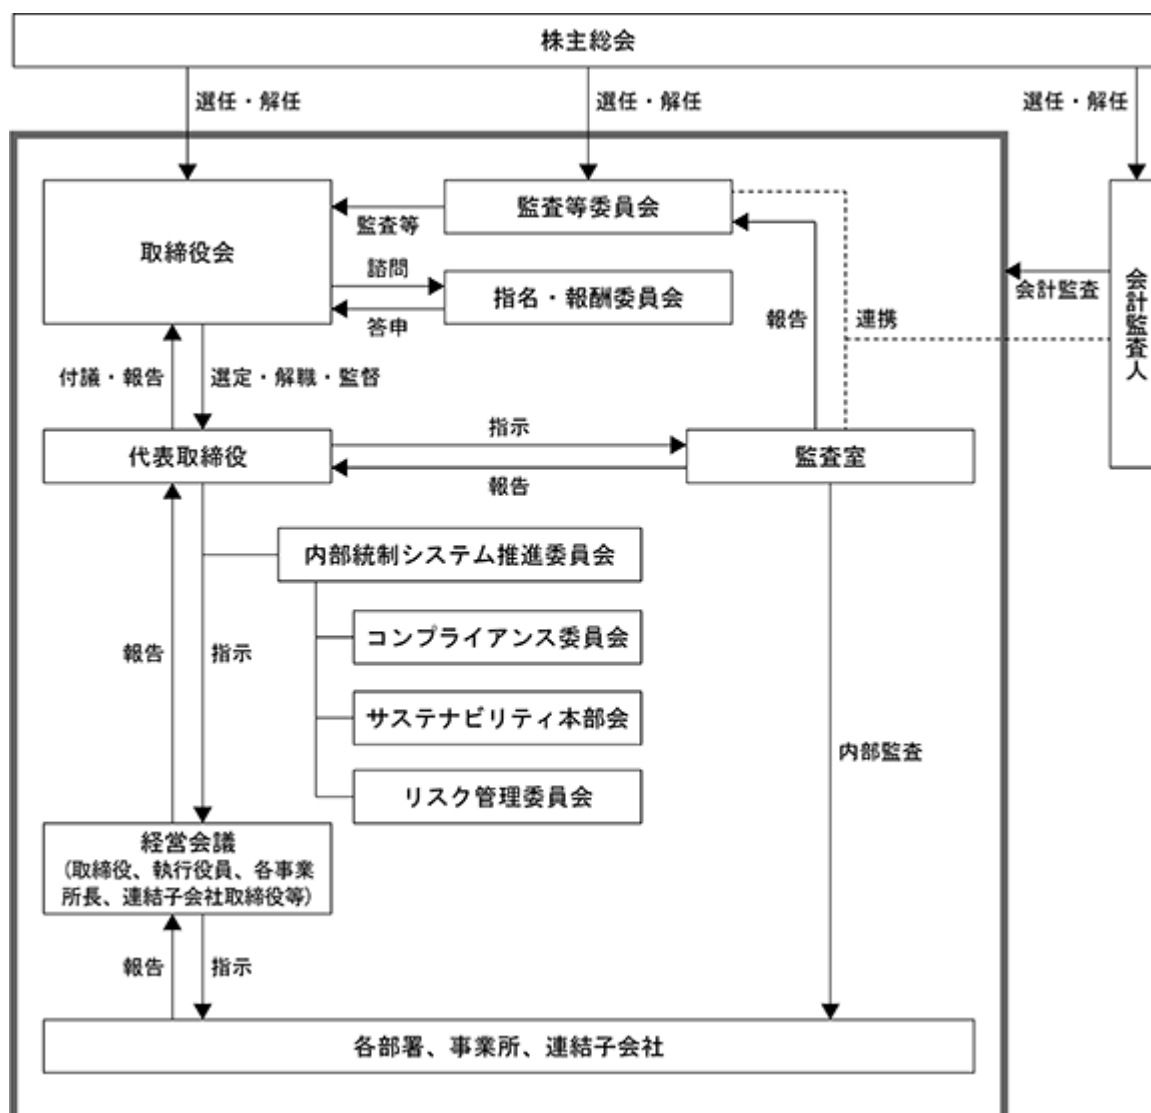 株主総会
選任・解任
選任・解任
選任・解任
取締役会
監査等委員会
監査等
諮問
指名・報酬委員会
答申
報告
連携
会計監査
会計監査人
付議・報告
選定・解職・監督
代表取締役
指示
報告
監査室
内部統制システム推進委員会
コンプライアンス委員会
サステナビリティ本部会
リスク管理委員会
報告
指示
内部監査
経営会議
(取締役、執行役員、各事業
所長、連結子会社取締役等)
報告
指示
各部署、事業所、連結子会社